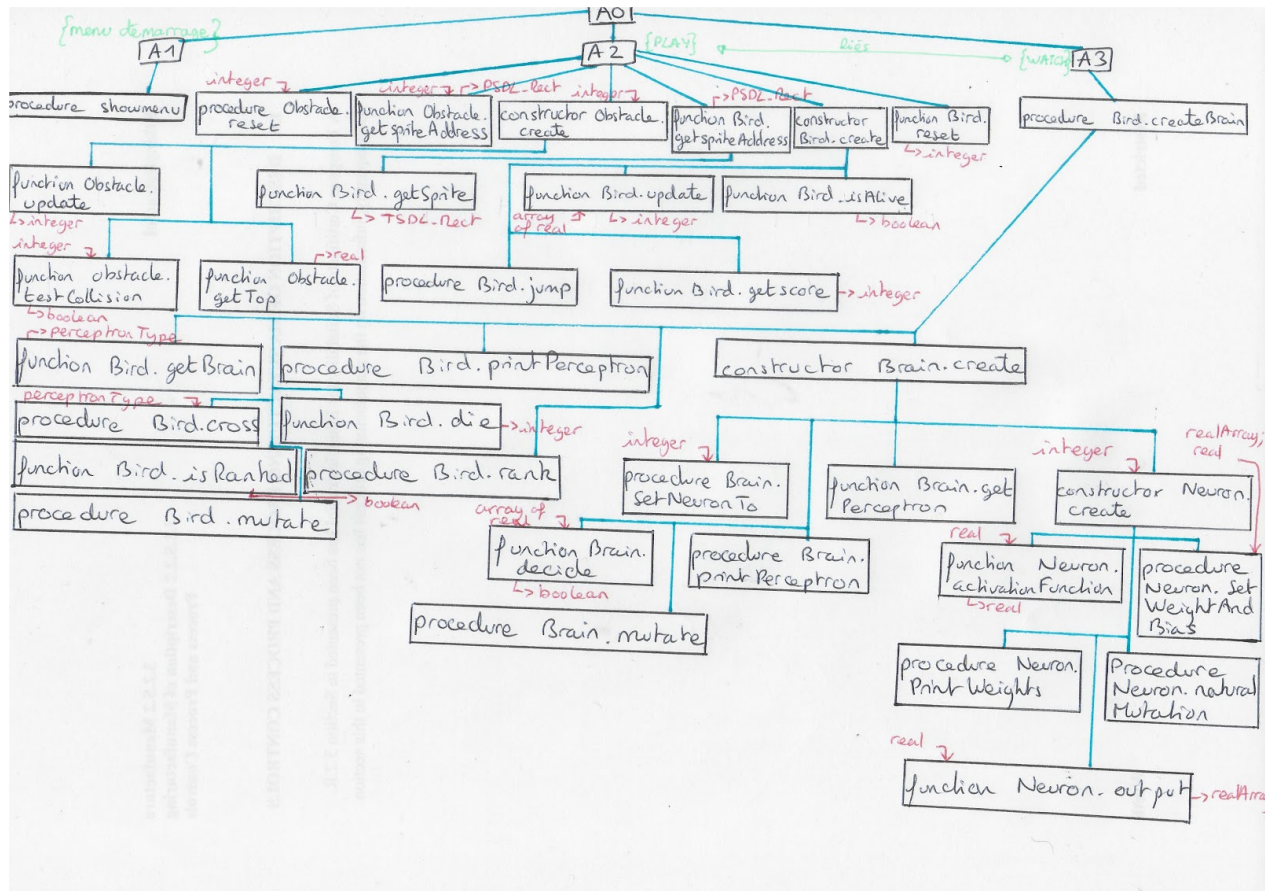 A0
{menu démarrage}
A1
A2
{PLAY}
liés
{WATCH}
A3
integer
integer
PSDL_Rect
integer
PSDL_Rect
procedure showmenu
procedure Obstacle.
reset
function Obstacle.
getspriteAddress
constructor Obstacle.
create
function Bird.
getspriteAddress
constructor
Bird.create
function Bird.
reset
integer
procedure Bird.createBrain
function Obstacle.
update
integer
function Bird.getSprite
TSDL_Rect
function Bird.update
array
of real
integer
function Bird.isAlive
boolean
integer
function obstacle.
testCollision
boolean
real
function Obstacle.
getTop
procedure Bird.jump
function Bird.getscore
integer
perceptronType
function Bird.getBrain
procedure Bird.printPerceptron
constructor Brain.create
perceptronType
procedure Bird.cross
function Bird.die
integer
function Bird.isRanked
procedure Bird.rank
boolean
procedure Bird.mutate
integer
procedure Brain.
setNeuronTo
function Brain.get
Perceptron
integer
constructor Neuron.
create
realArray;
real
array of
real
function Brain.
decide
boolean
procedure Brain.
printPerceptron
real
function Neuron.
activationFunction
real
procedure
Neuron.Set
WeightAnd
Bias
procedure Brain.mutate
procedure Neuron.
PrintWeights
Procedure
Neuron.natural
Mutation
real
function Neuron.output
realArray